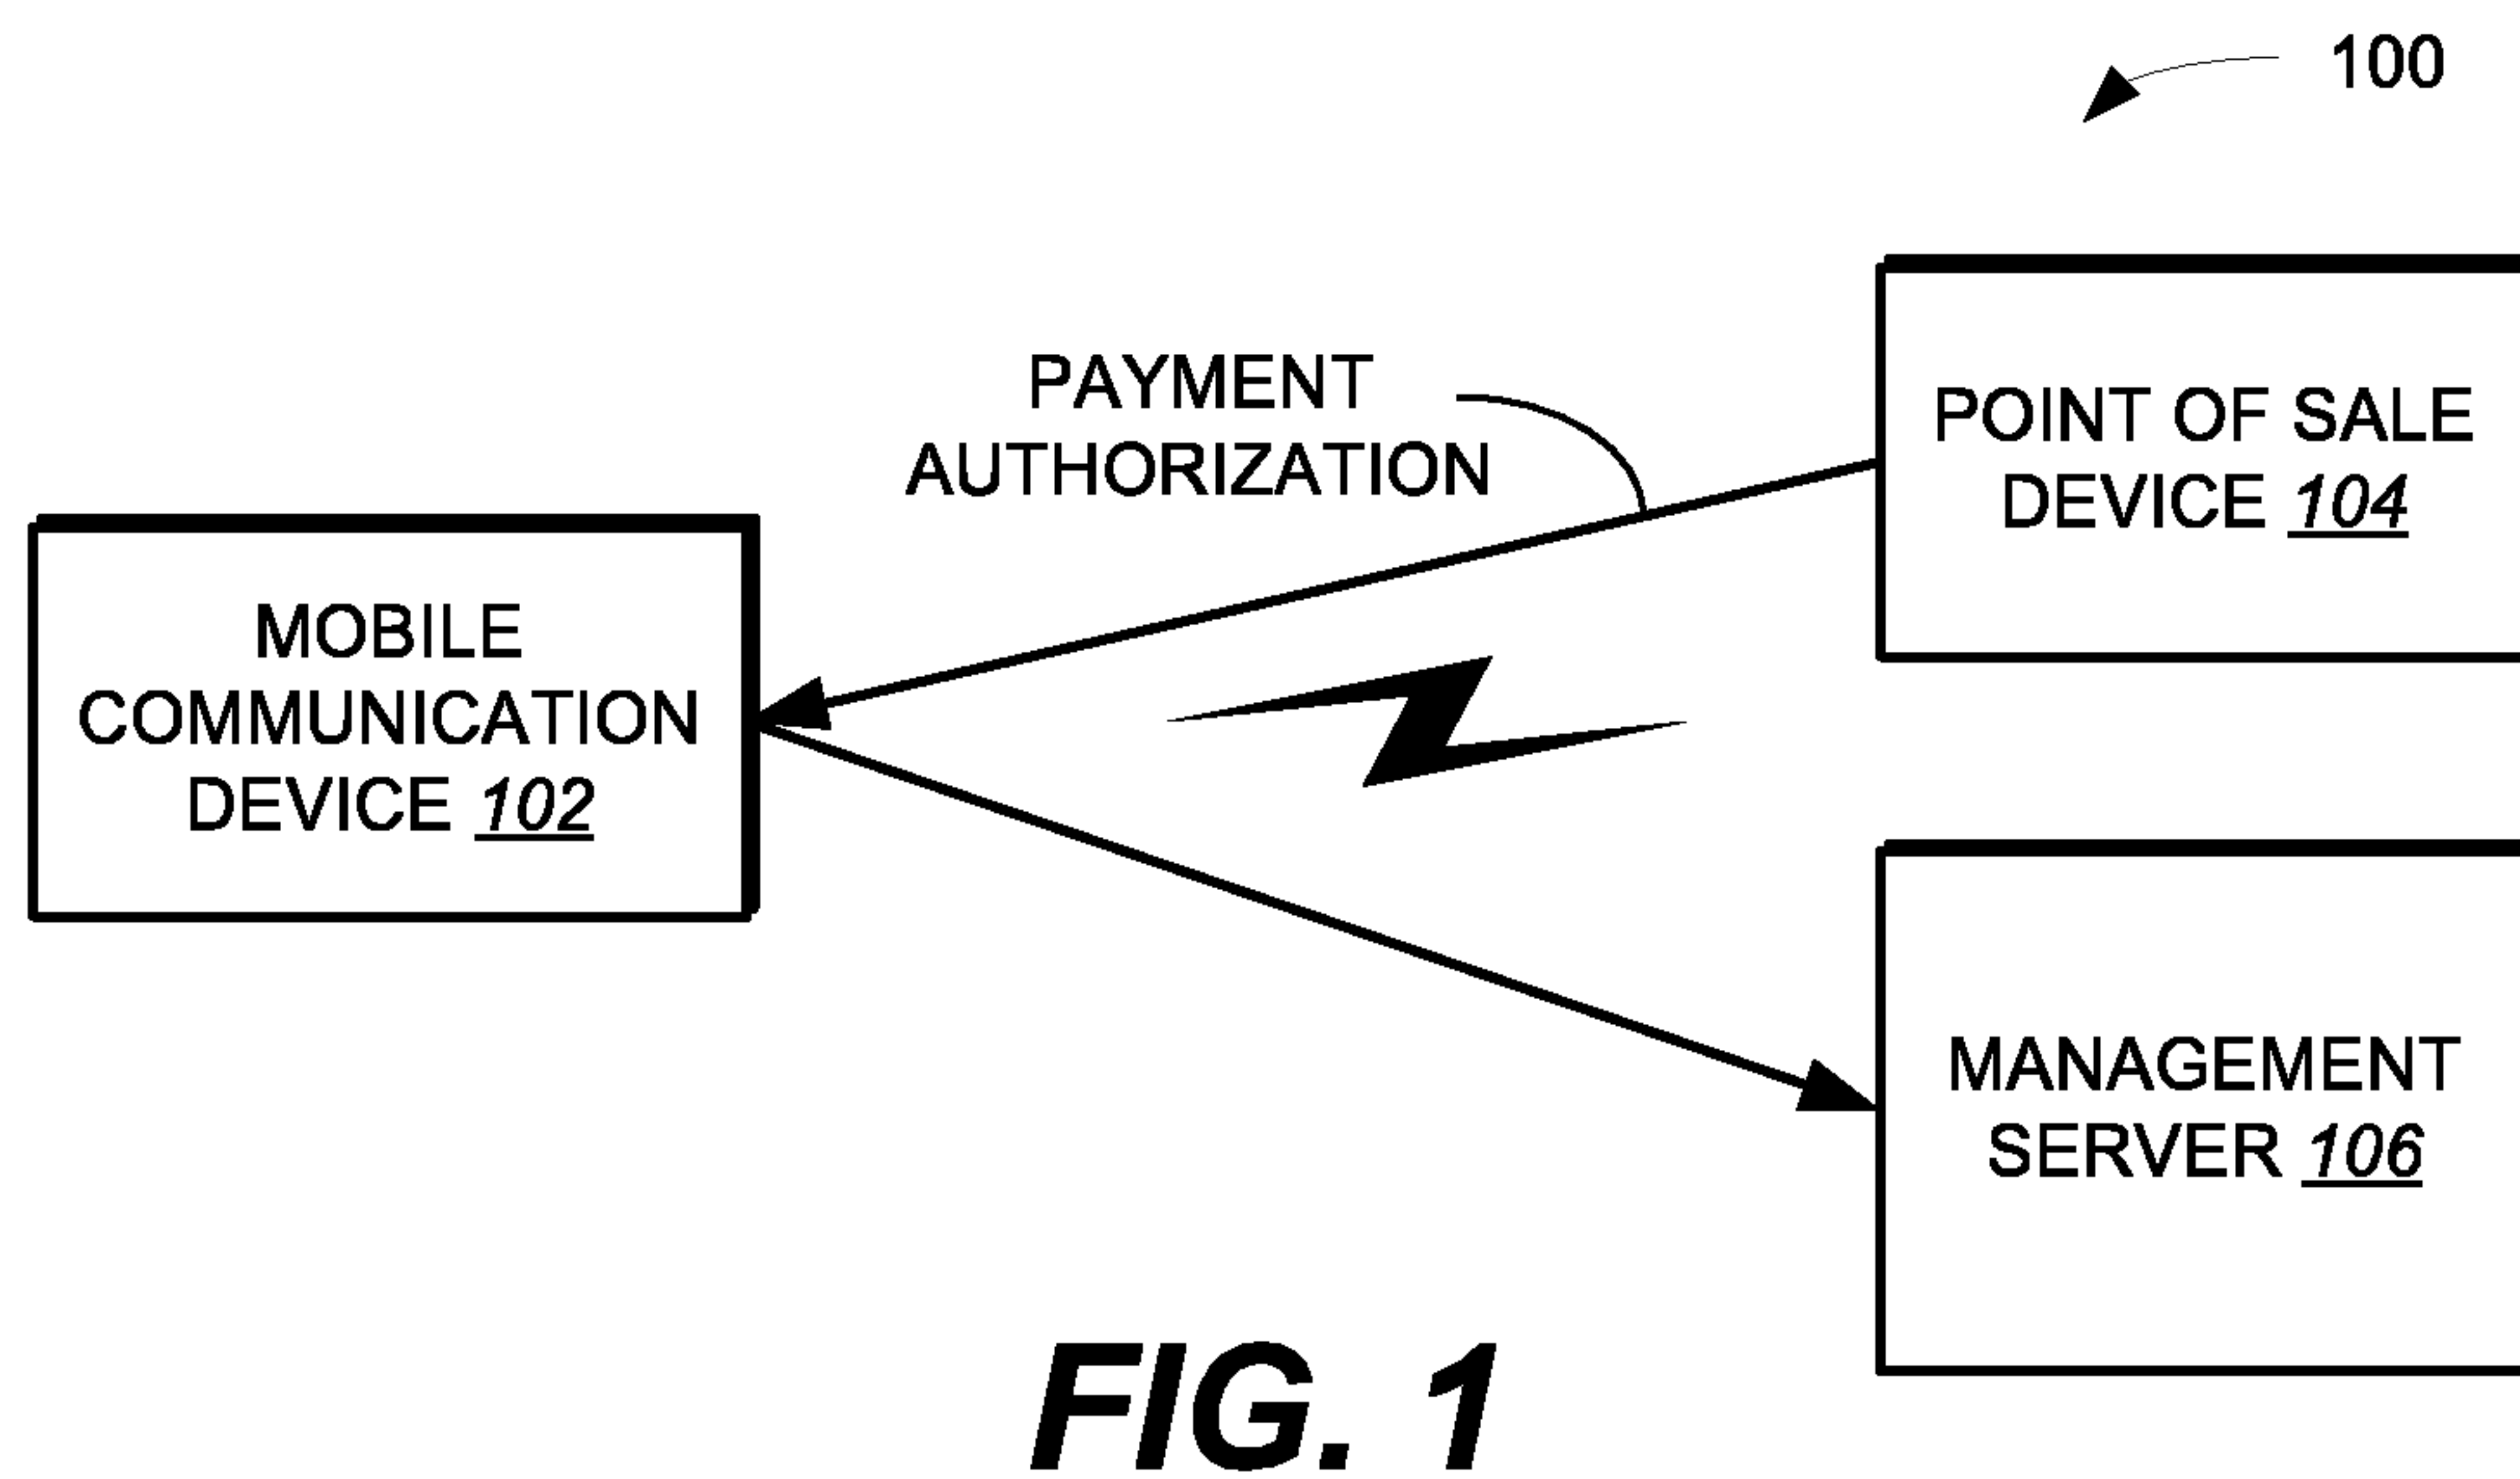 100
PAYMENT
AUTHORIZATION
POINT OF SALE
DEVICE 104
MOBILE
COMMUNICATION
DEVICE 102
MANAGEMENT
SERVER 106
FIG. 1